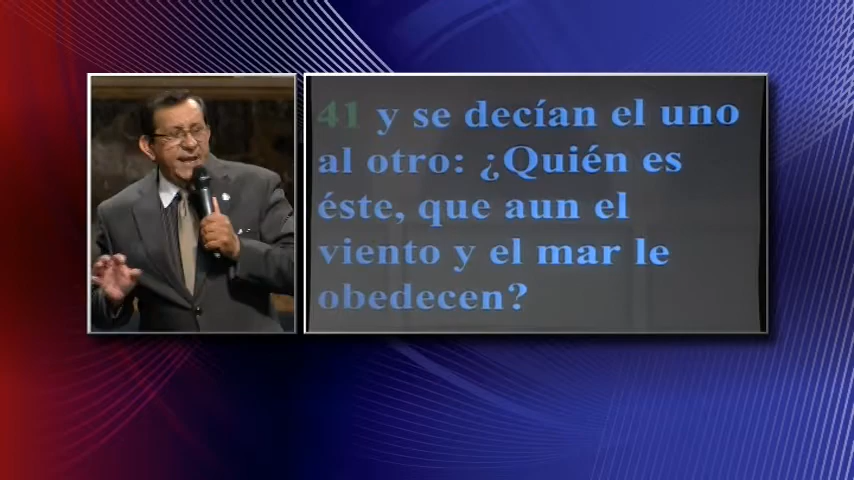 41 y se decían el uno
al otro: ¿Quién es
éste, que aun el
viento y el mar le
obedecen?